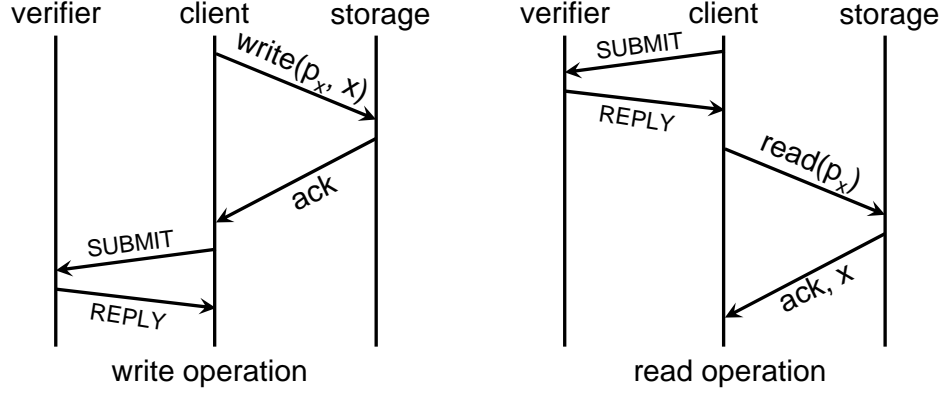 verifier client storage
write(pₓ, x)
ack
SUBMIT
REPLY
write operation
verifier client storage
SUBMIT
REPLY
read(pₓ)
ack, x
read operation